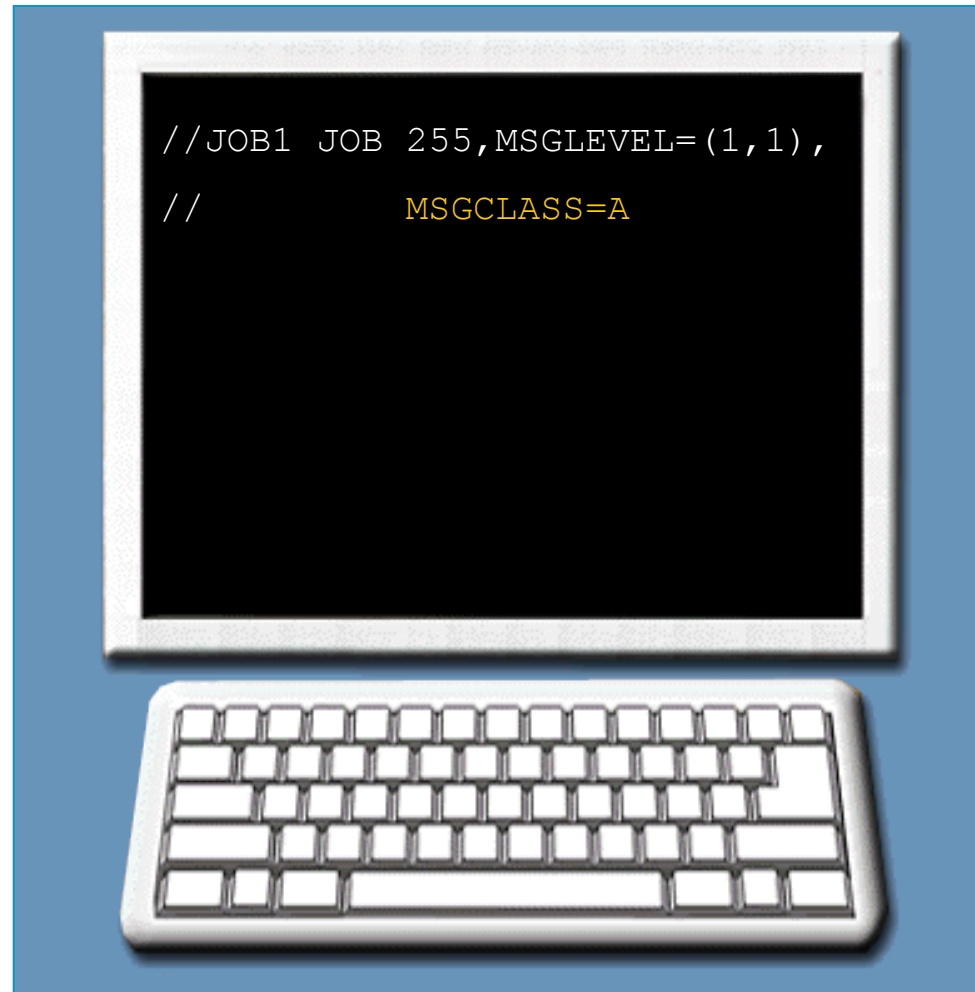 //JOB1 JOB 255,MSGLEVEL=(1,1),
//        MSGCLASS=A